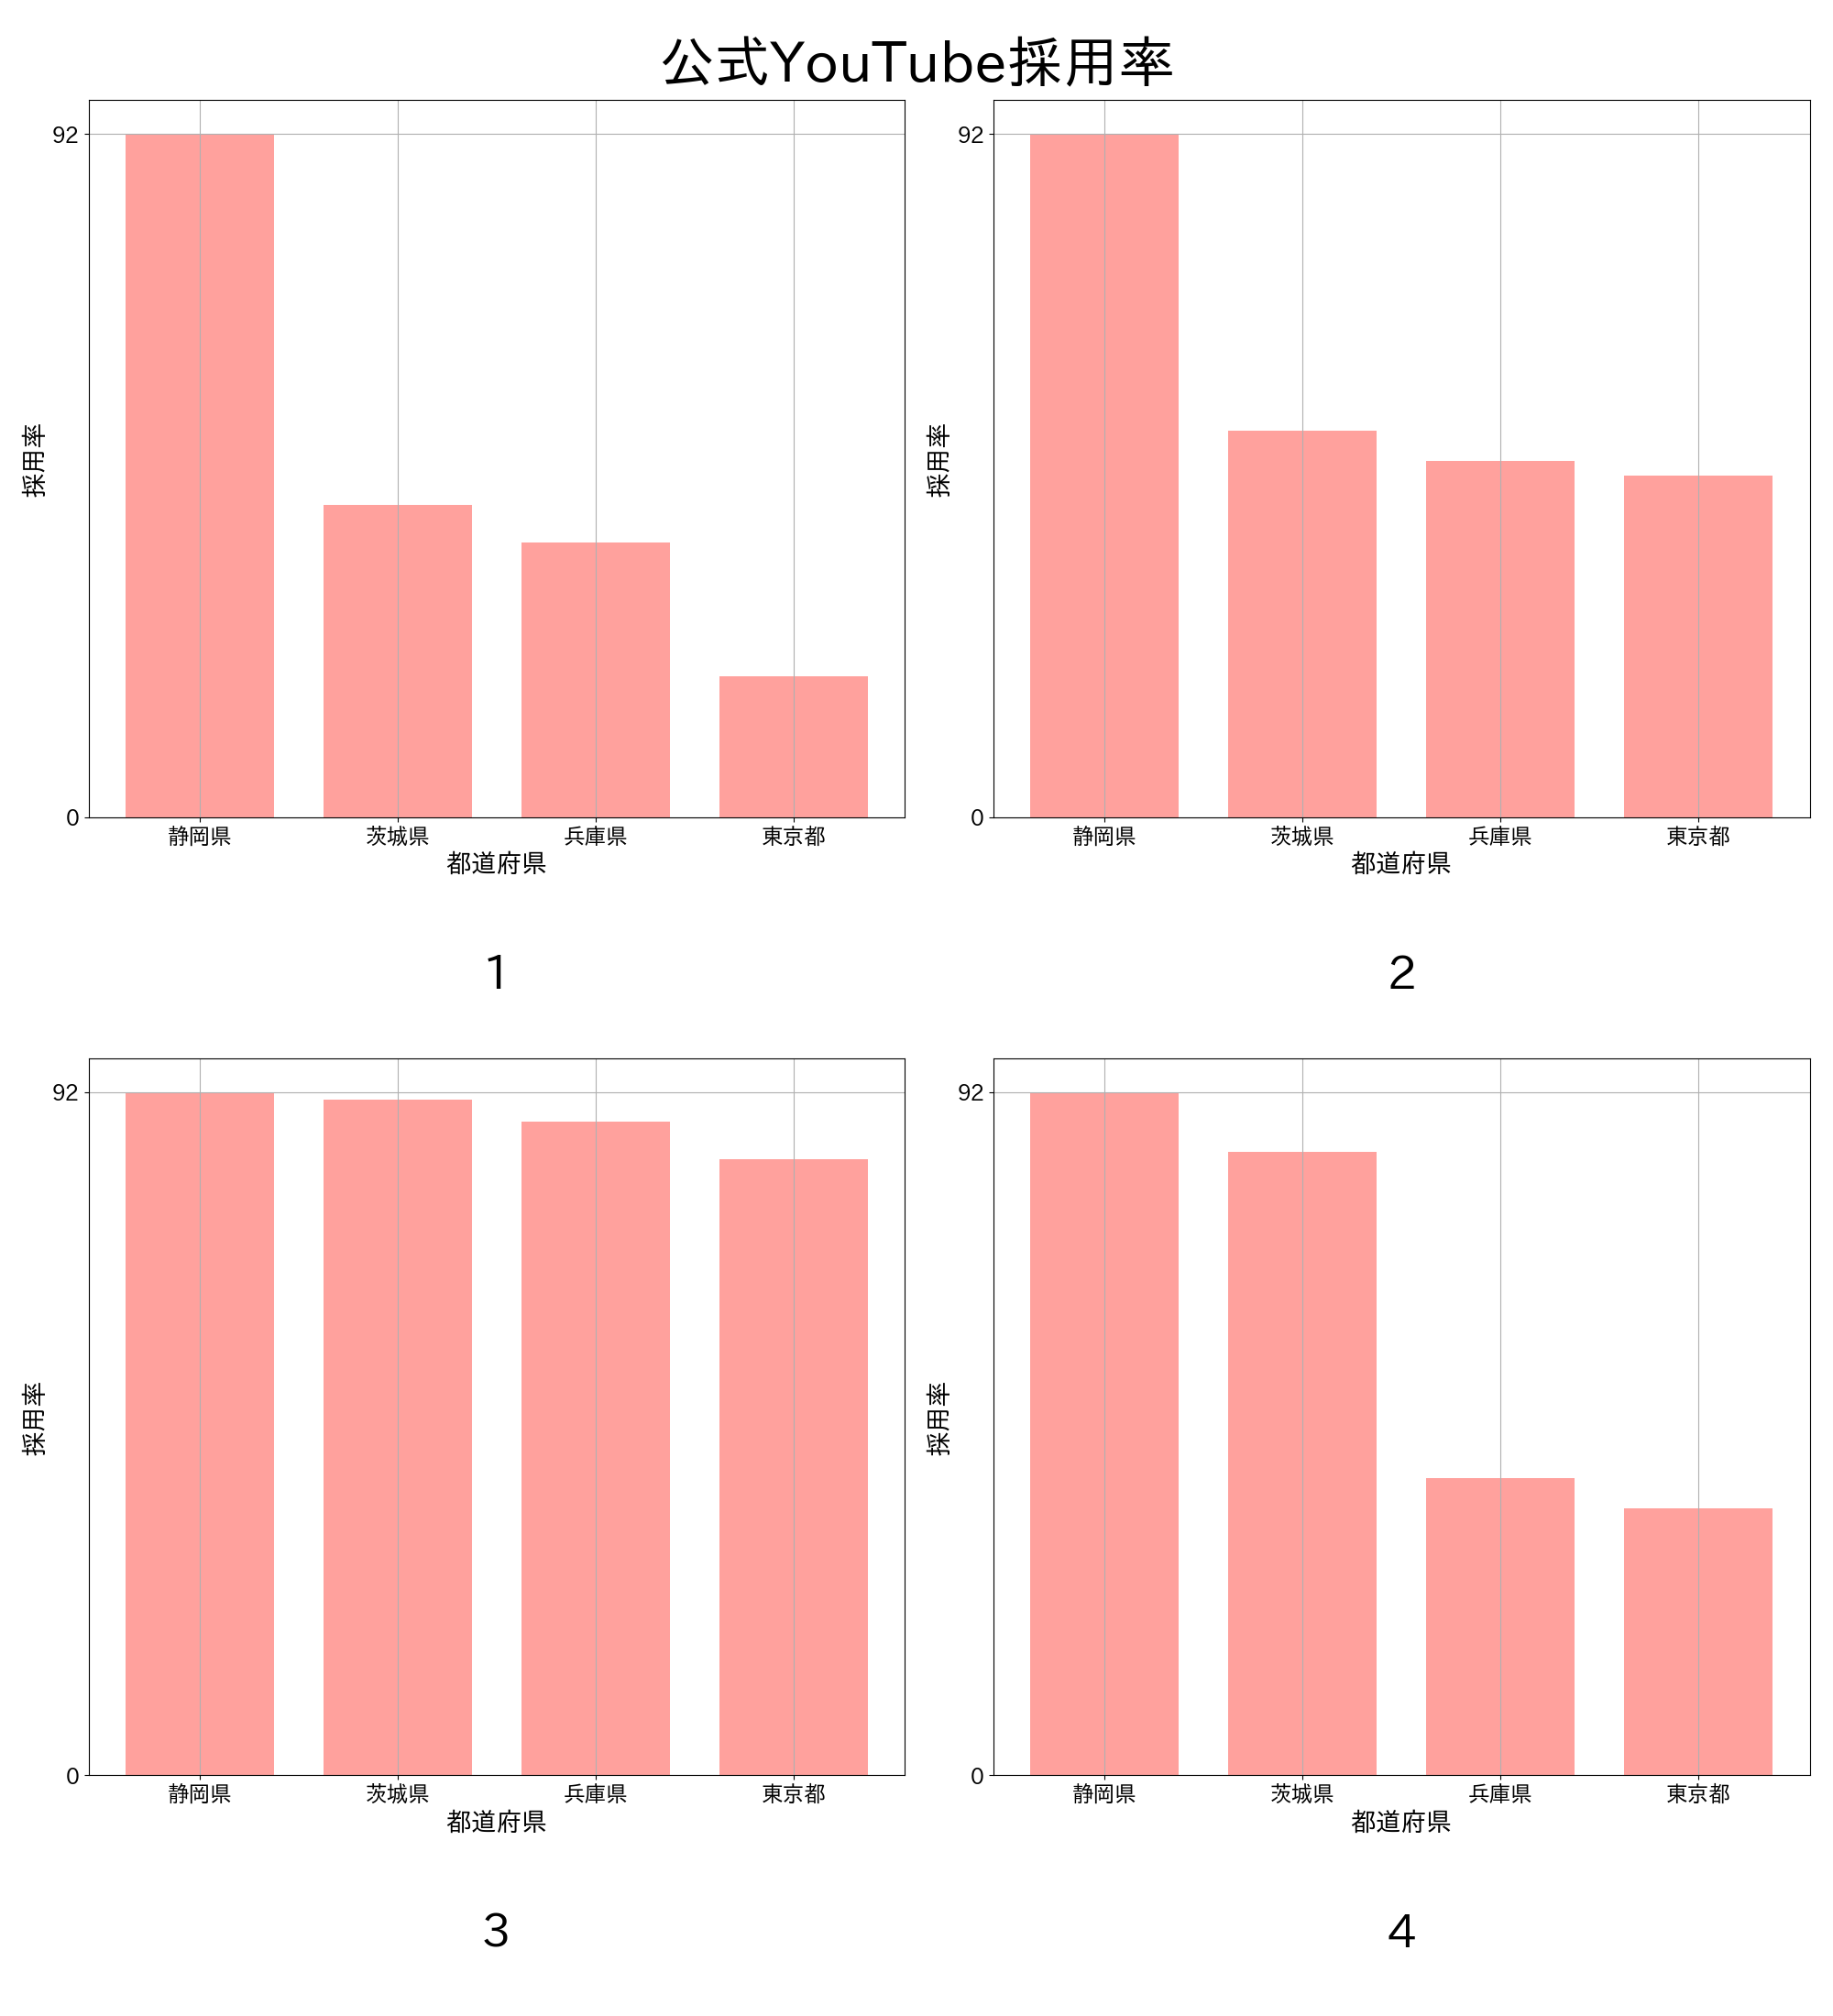 公式YouTube採用率
92
採用率
0
静岡県 茨城県 兵庫県 東京都
都道府県
1
92
採用率
0
静岡県 茨城県 兵庫県 東京都
都道府県
2
92
採用率
0
静岡県 茨城県 兵庫県 東京都
都道府県
3
92
採用率
0
静岡県 茨城県 兵庫県 東京都
都道府県
4